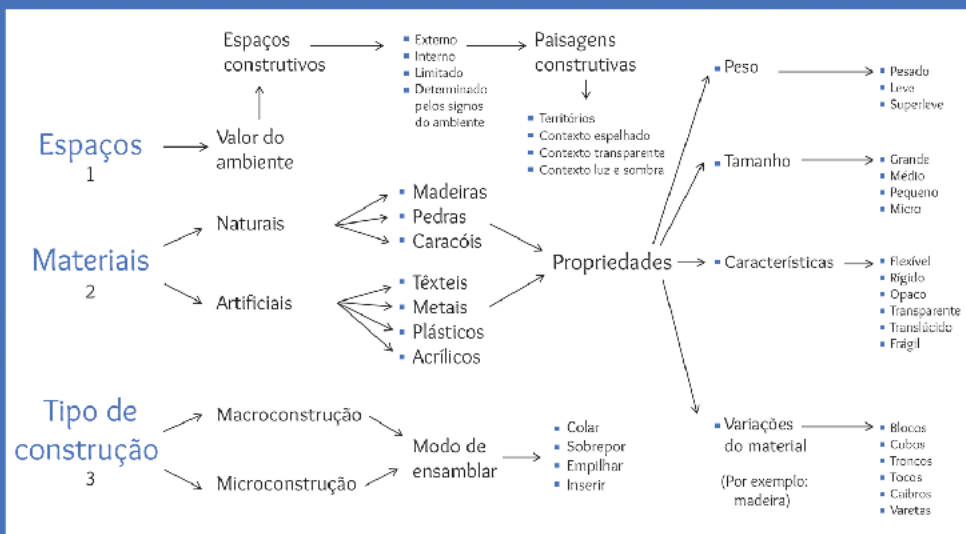 Espaços
1
Valor do
ambiente
Espaços
construtivos
Externo
Interno
Limitado
Determinado
pelos signos
do ambiente
Paisagens
construtivas
Territórios
Contexto espelhado
Contexto transparente
Contexto luz e sombra
Materiais
2
Naturais
Madeiras
Pedras
Caracóis
Artificiais
Têxteis
Metais
Plásticos
Acrílicos
Propriedades
Peso
Pesado
Leve
Superleve
Tamanho
Grande
Médio
Pequeno
Micro
Características
Flexível
Rígido
Opaco
Transparente
Translúcido
Frágil
Variações
do material
(Por exemplo:
madeira)
Blocos
Cubos
Troncos
Tocos
Caibros
Varetas
Tipo de
construção
3
Macroconstrução
Microconstrução
Modo de
ensamblar
Colar
Sobrepor
Empilhar
Inserir